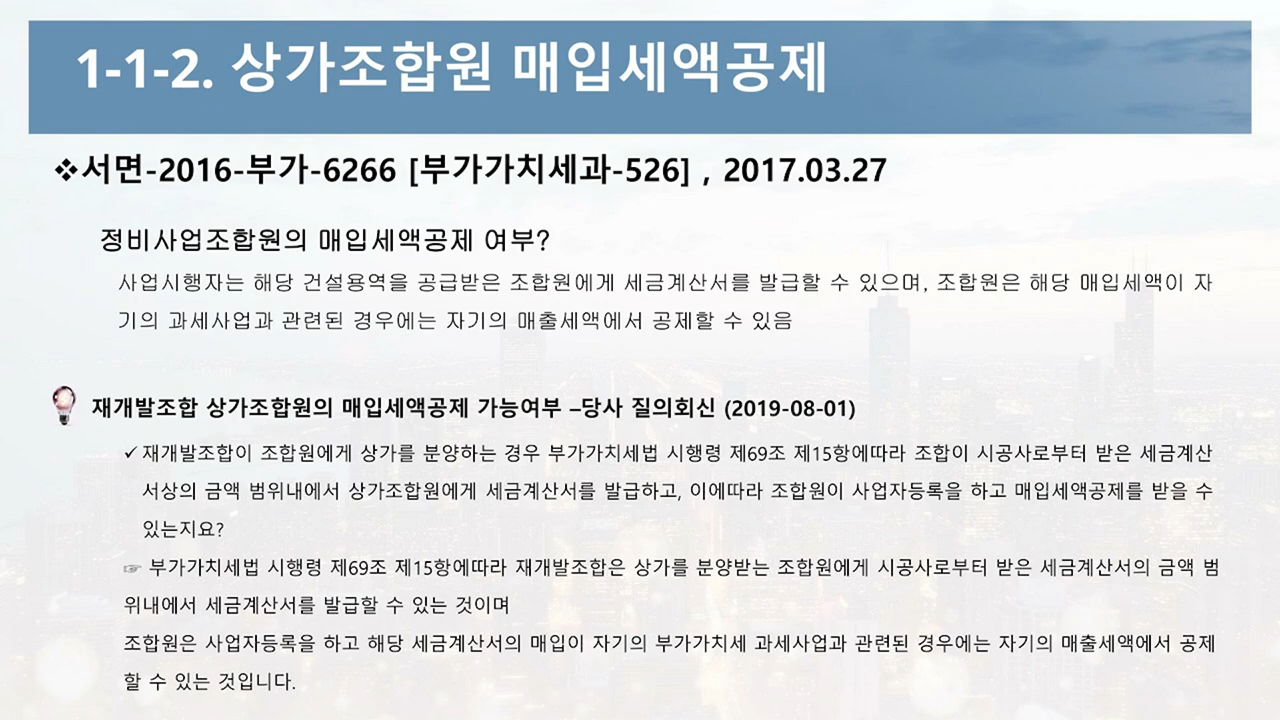 1-1-2. 상가조합원 매입세액공제
❖서면-2016-부가-6266 [부가가치세과-526] , 2017.03.27
정비사업조합원의 매입세액공제 여부?
사업시행자는 해당 건설용역을 공급받은 조합원에게 세금계산서를 발급할 수 있으며, 조합원은 해당 매입세액이 자
기의 과세사업과 관련된 경우에는 자기의 매출세액에서 공제할 수 있음
재개발조합 상가조합원의 매입세액공제 가능여부 –당사 질의회신 (2019-08-01)
✓재개발조합이 조합원에게 상가를 분양하는 경우 부가가치세법 시행령 제69조 제15항에따라 조합이 시공사로부터 받은 세금계산
서상의 금액 범위내에서 상가조합원에게 세금계산서를 발급하고, 이에따라 조합원이 사업자등록을 하고 매입세액공제를 받을 수
있는지요?
☞ 부가가치세법 시행령 제69조 제15항에따라 재개발조합은 상가를 분양받는 조합원에게 시공사로부터 받은 세금계산서의 금액 범
위내에서 세금계산서를 발급할 수 있는 것이며
조합원은 사업자등록을 하고 해당 세금계산서의 매입이 자기의 부가가치세 과세사업과 관련된 경우에는 자기의 매출세액에서 공제
할 수 있는 것입니다.